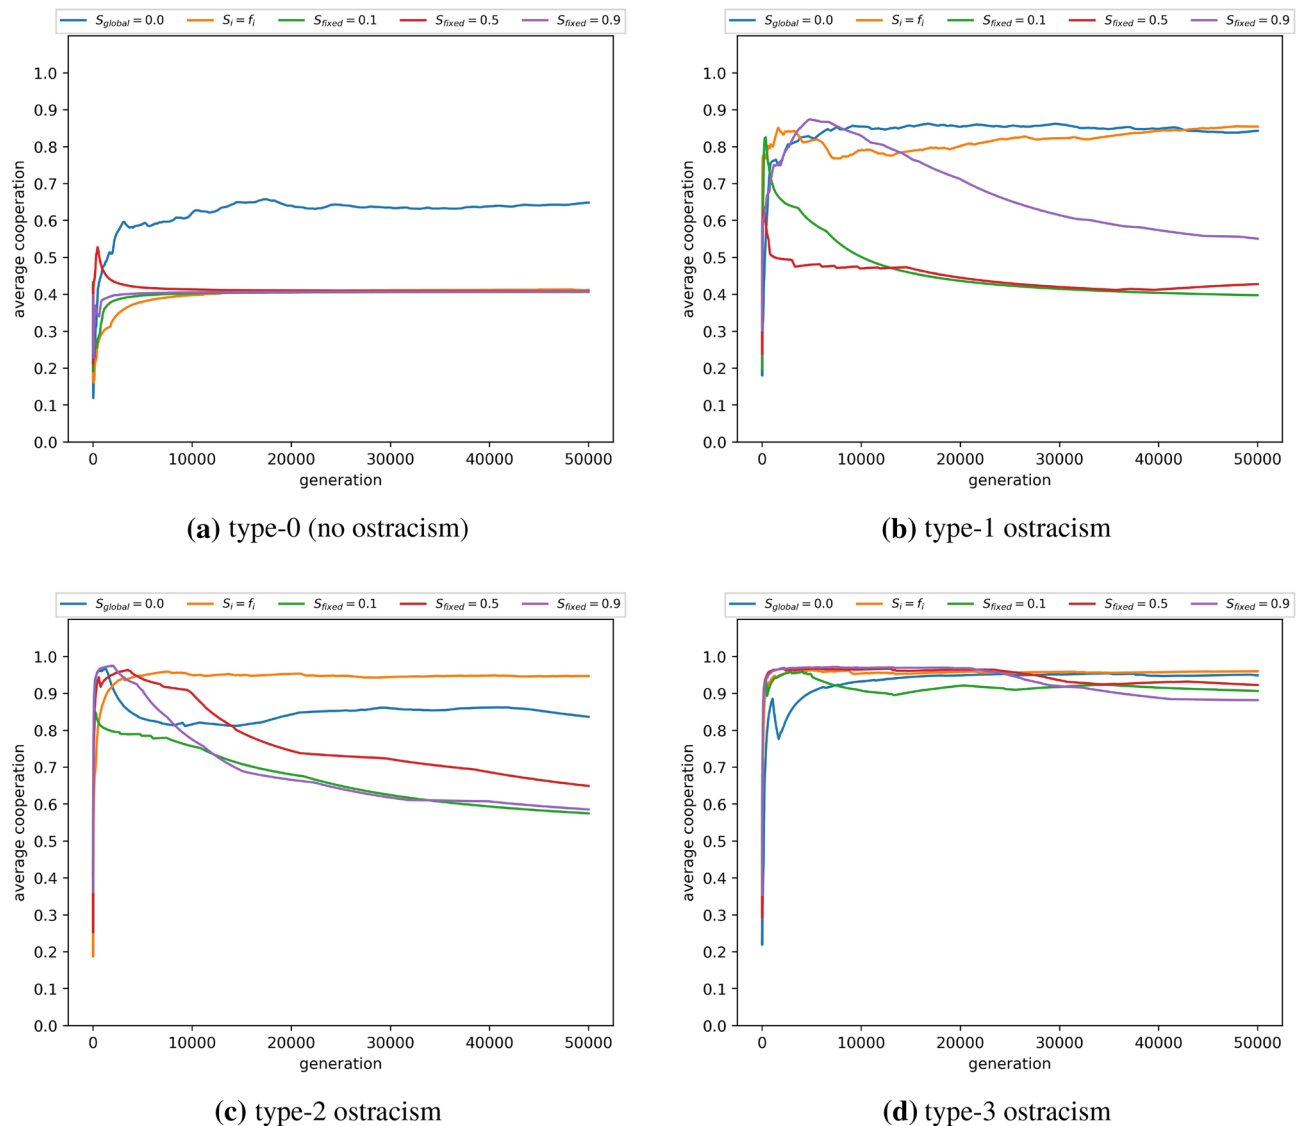 S_global = 0.0 S_i = f_i S_fixed = 0.1 S_fixed = 0.5 S_fixed = 0.9
1.0
0.9
0.8
0.7
0.6
0.5
0.4
0.3
0.2
0.1
0.0
average cooperation
0 10000 20000 30000 40000 50000
generation
(a) type-0 (no ostracism)
S_global = 0.0 S_i = f_i S_fixed = 0.1 S_fixed = 0.5 S_fixed = 0.9
1.0
0.9
0.8
0.7
0.6
0.5
0.4
0.3
0.2
0.1
0.0
average cooperation
0 10000 20000 30000 40000 50000
generation
(b) type-1 ostracism
S_global = 0.0 S_i = f_i S_fixed = 0.1 S_fixed = 0.5 S_fixed = 0.9
1.0
0.9
0.8
0.7
0.6
0.5
0.4
0.3
0.2
0.1
0.0
average cooperation
0 10000 20000 30000 40000 50000
generation
(c) type-2 ostracism
S_global = 0.0 S_i = f_i S_fixed = 0.1 S_fixed = 0.5 S_fixed = 0.9
1.0
0.9
0.8
0.7
0.6
0.5
0.4
0.3
0.2
0.1
0.0
average cooperation
0 10000 20000 30000 40000 50000
generation
(d) type-3 ostracism